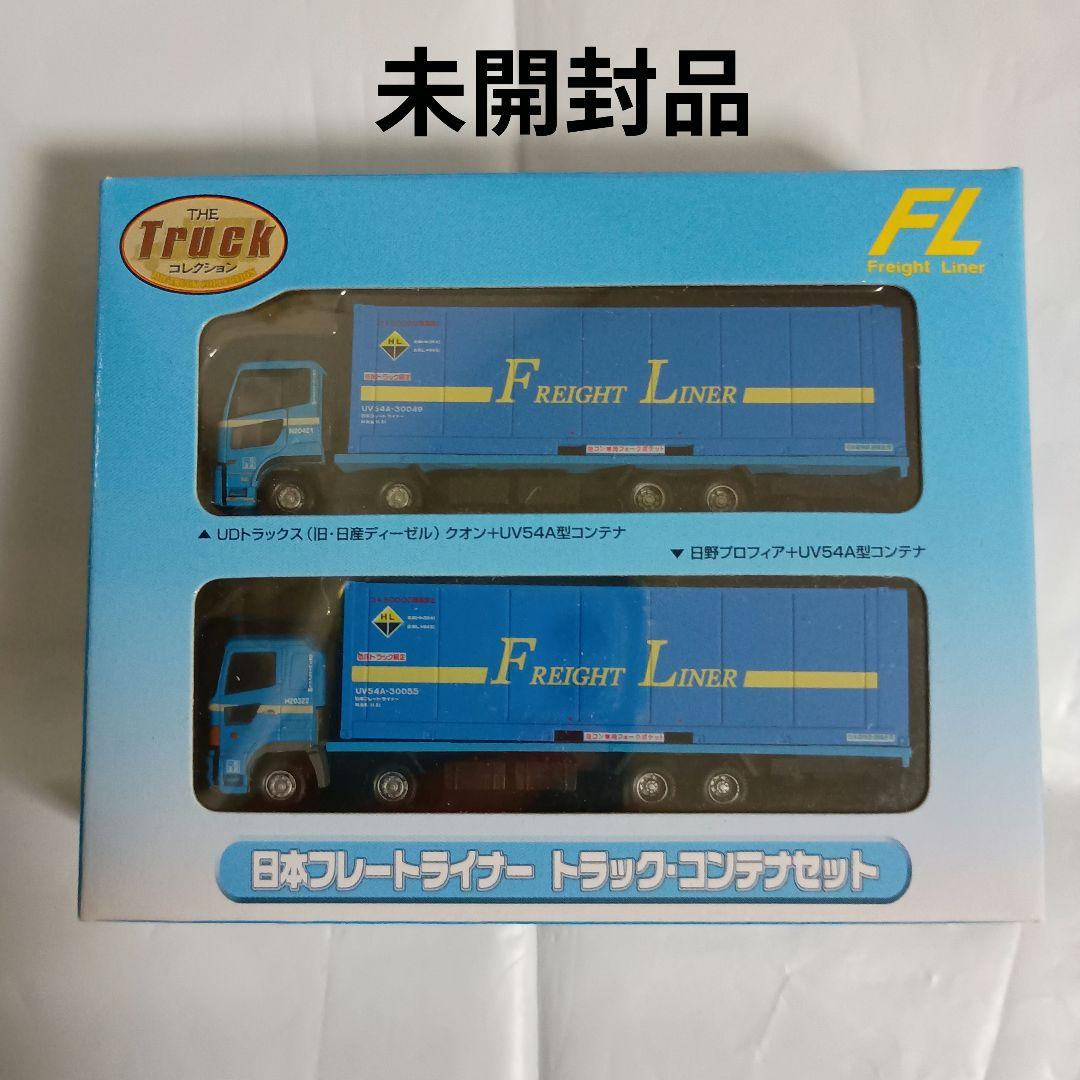 未開封品
THE
Truck
コレクション
FL
Freight Liner
HL
UV54A-30049
FREIGHT LINER
N20421
▲ UDトラックス(旧・日産ディーゼル) クオン+UV54A型コンテナ
▼ 日野プロフィア+UV54A型コンテナ
HL
UV54A-30055
FREIGHT LINER
H20322
日本フレートライナー トラック・コンテナセット